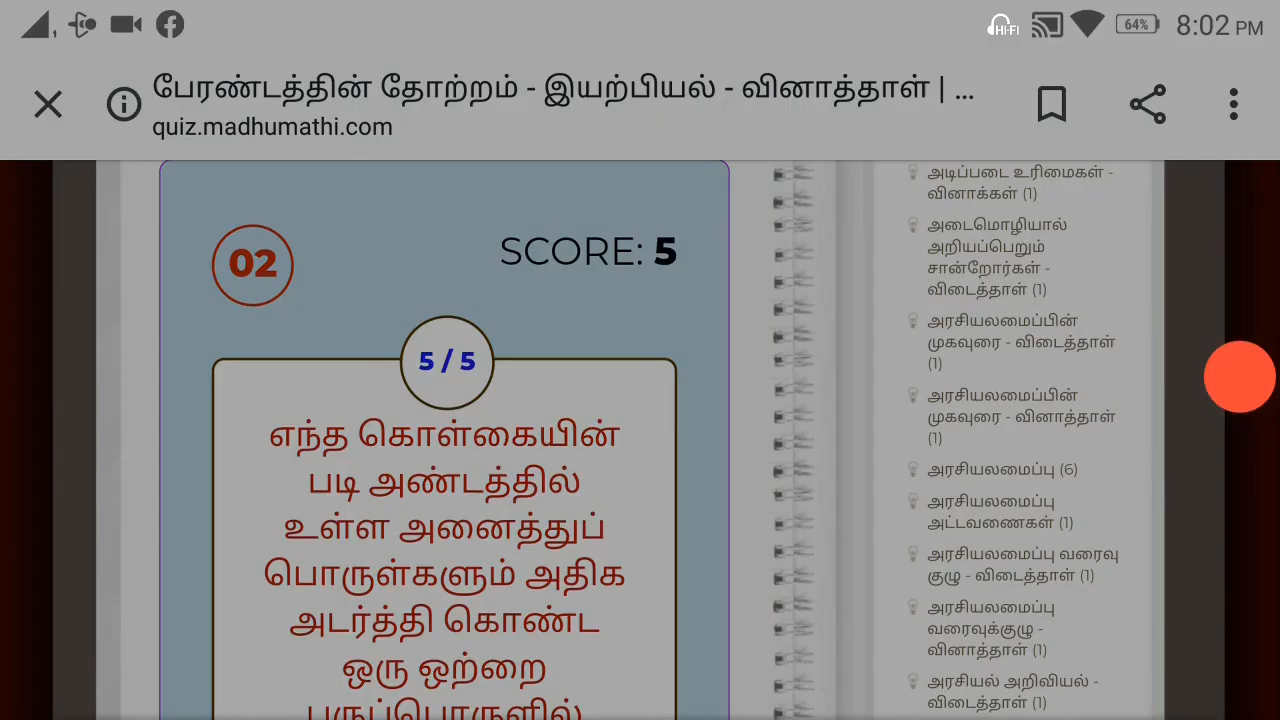 HI-FI
64%
8:02 PM
பேரண்டத்தின் தோற்றம் - இயற்பியல் - வினாத்தாள் | ...
quiz.madhumathi.com
02
SCORE: 5
5 / 5
எந்த கொள்கையின்
படி அண்டத்தில்
உள்ள அனைத்துப்
பொருள்களும் அதிக
அடர்த்தி கொண்ட
ஒரு ஒற்றை
பருப்பொருளில்
அடிப்படை உரிமைகள் -
வினாக்கள் (1)
அடைமொழியால்
அறியப்பெறும்
சான்றோர்கள் -
விடைத்தாள் (1)
அரசியலமைப்பின்
முகவுரை - விடைத்தாள்
(1)
அரசியலமைப்பின்
முகவுரை - வினாத்தாள்
(1)
அரசியலமைப்பு (6)
அரசியலமைப்பு
அட்டவணைகள் (1)
அரசியலமைப்பு வரைவு
குழு - விடைத்தாள் (1)
அரசியலமைப்பு
வரைவுக்குழு -
வினாத்தாள் (1)
அரசியல் அறிவியல் -
விடைத்தாள் (1)